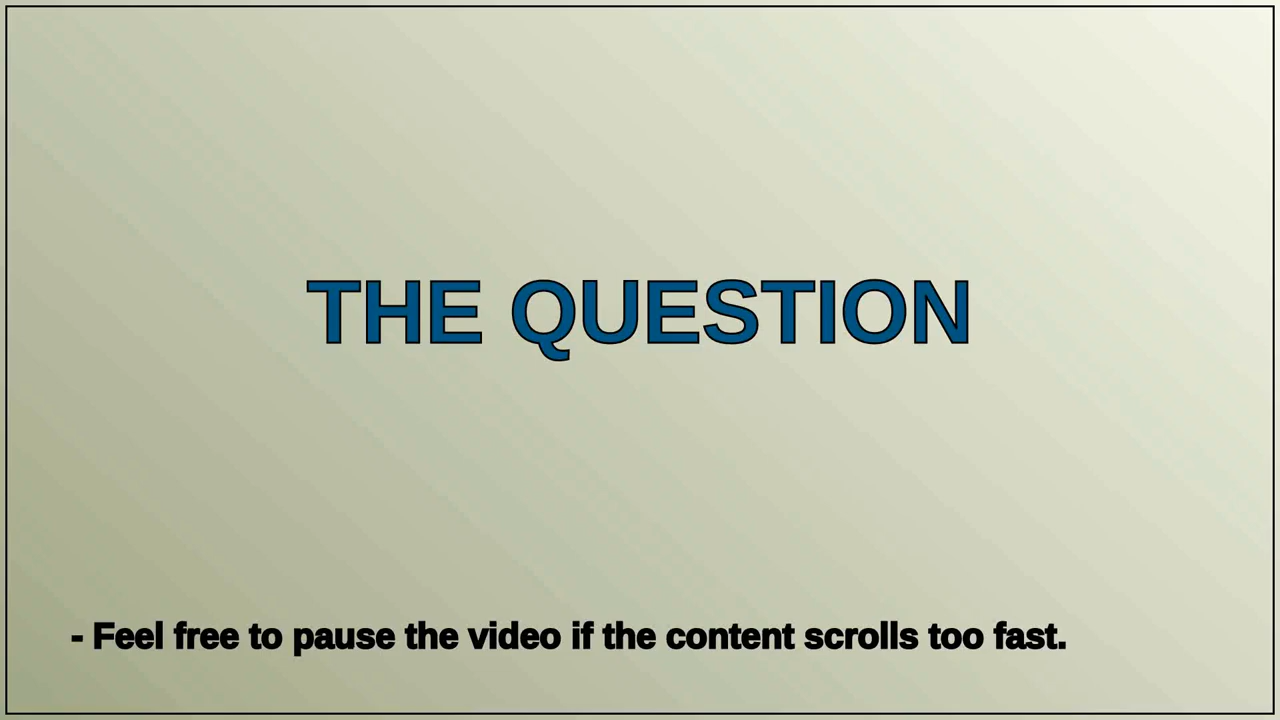 THE QUESTION
- Feel free to pause the video if the content scrolls too fast.